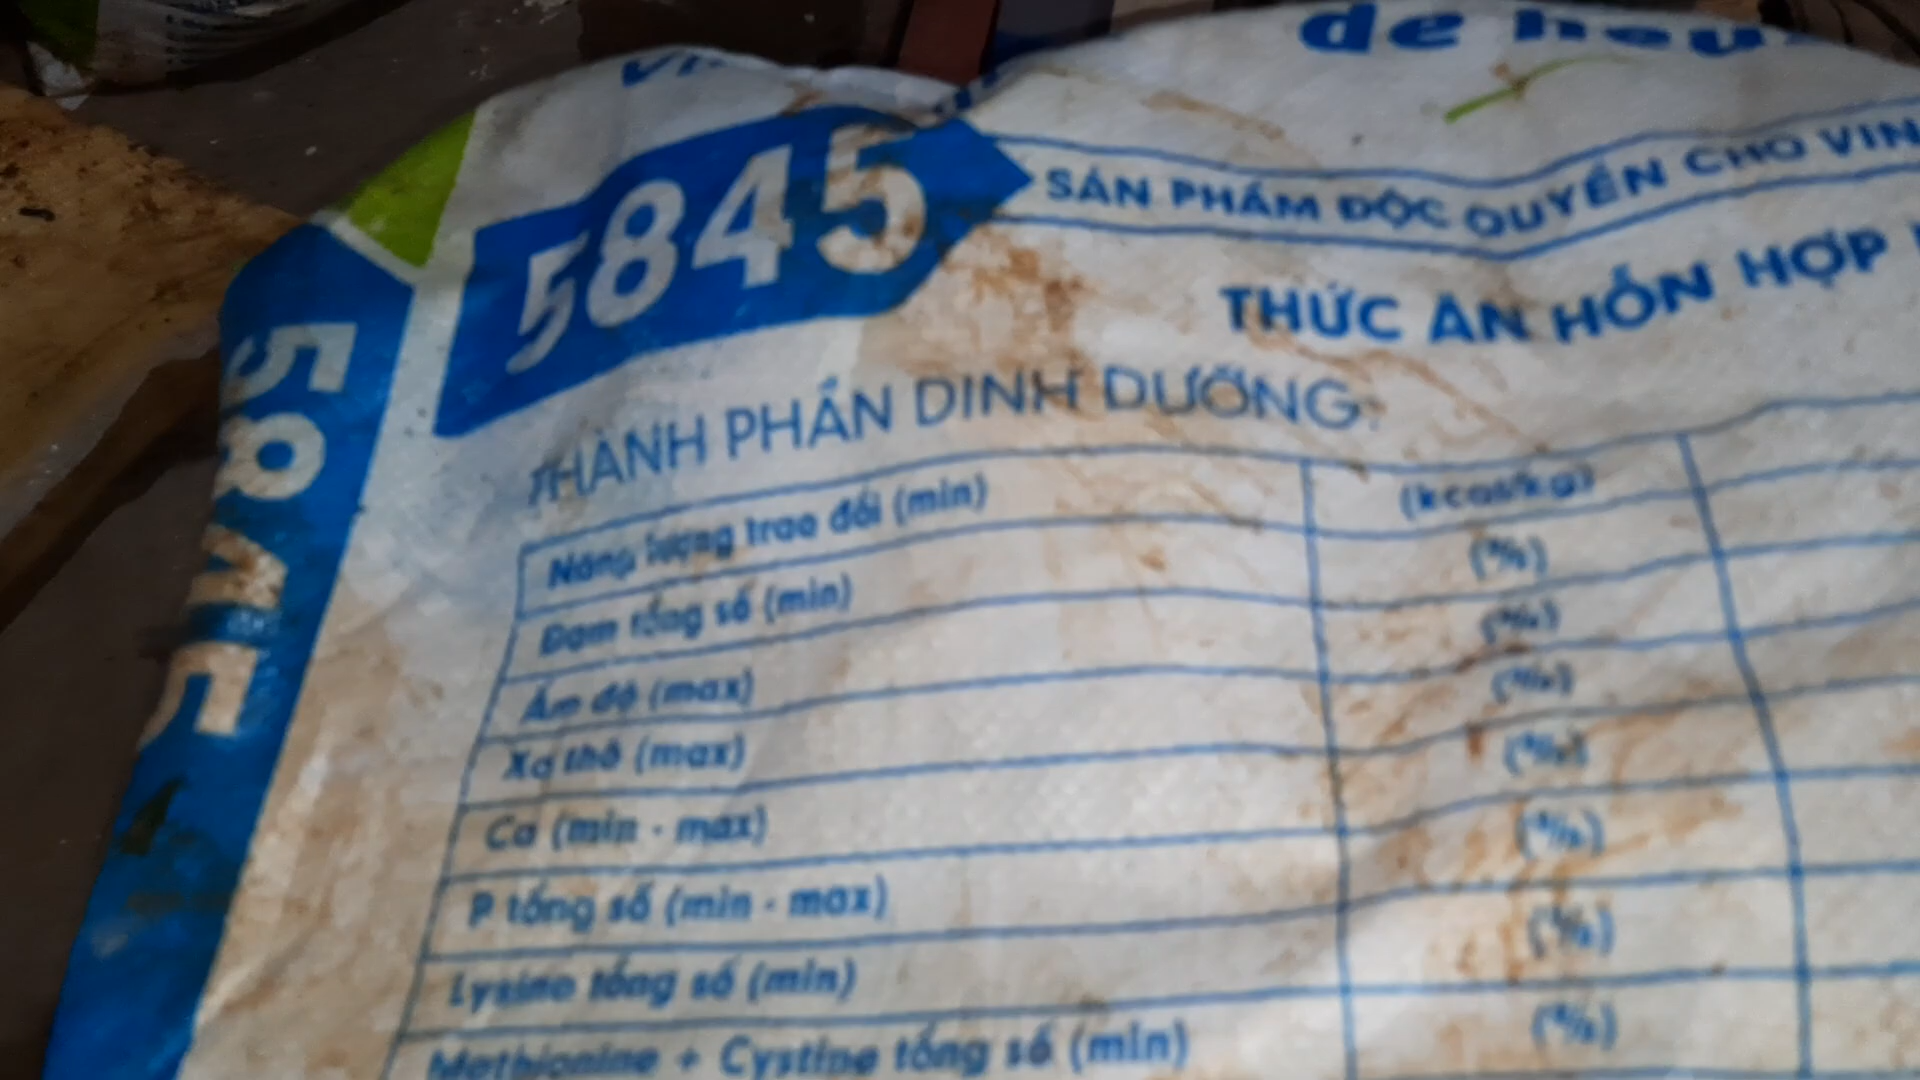 de heus
5845
SẢN PHẨM ĐỘC QUYỀN CHO VIN
THỨC ĂN HỖN HỢP
THÀNH PHẦN DINH DƯỠNG:
Năng lượng trao đổi (min) (kcal/kg)
Đạm tổng số (min) (%)
Ẩm độ (max) (%)
Xơ thô (max) (%)
Ca (min - max) (%)
P tổng số (min - max) (%)
Lysine tổng số (min) (%)
Methionine + Cystine tổng số (min) (%)
5845